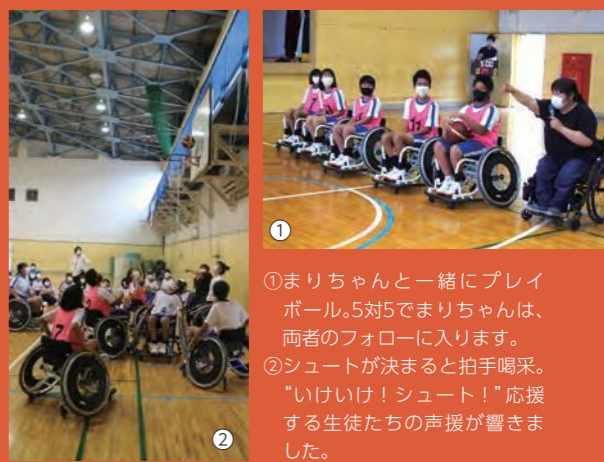 ①
②
①まりちゃんと一緒にプレイ
ボール。5対5でまりちゃんは、
両者のフォローに入ります。
②シュートが決まると拍手喝采。
“いけいけ！シュート！”応援
する生徒たちの声援が響きま
した。
7
11